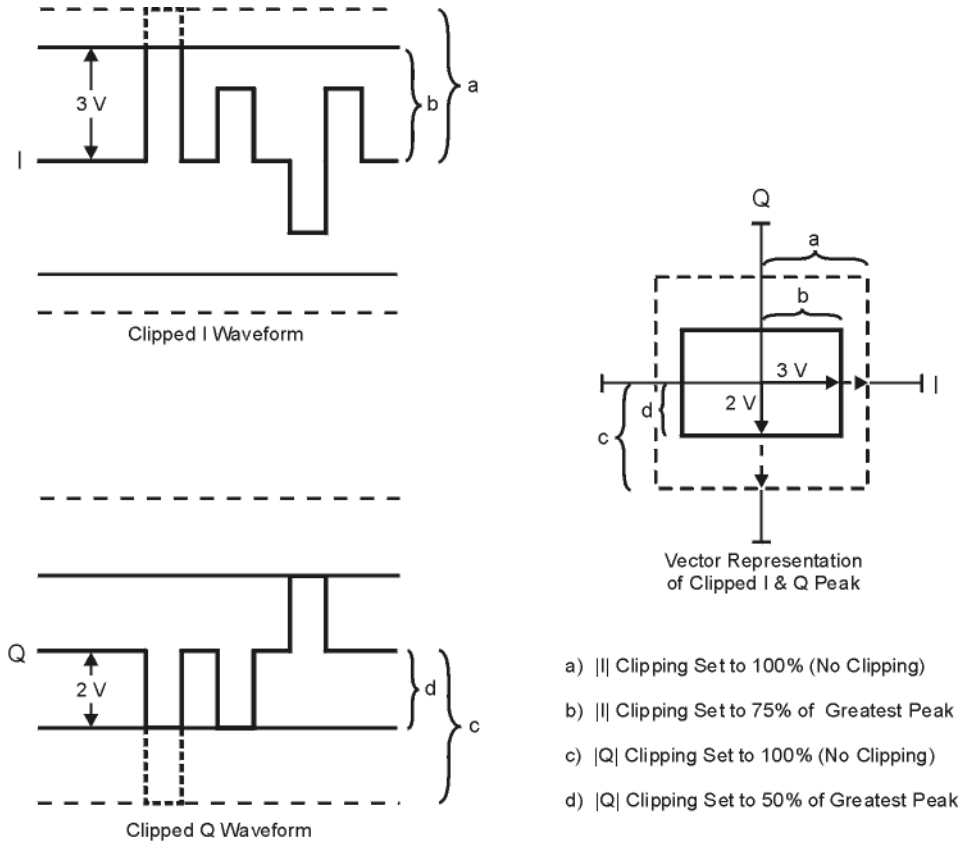 3 V
b
a
I
Clipped I Waveform
Q
a
b
3 V
I
2 V
d
c
Vector Representation
of Clipped I & Q Peak
Q
2 V
d
c
Clipped Q Waveform
a) |I| Clipping Set to 100% (No Clipping)
b) |I| Clipping Set to 75% of Greatest Peak
c) |Q| Clipping Set to 100% (No Clipping)
d) |Q| Clipping Set to 50% of Greatest Peak